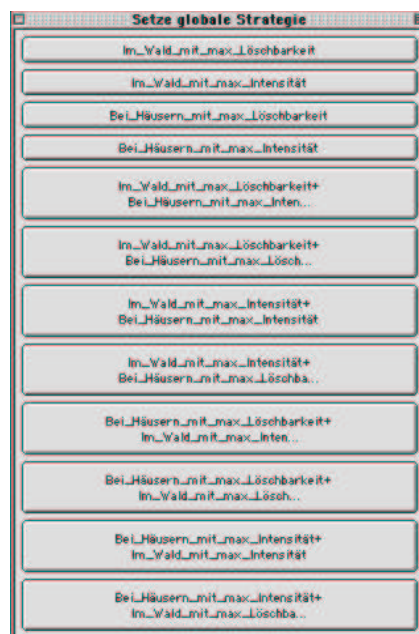 Setze globale Strategie
Im_Wald_mit_max_Löschbarkeit
Im_Wald_mit_max_Intensität
Bei_Häusern_mit_max_Löschbarkeit
Bei_Häusern_mit_max_Intensität
Im_Wald_mit_max_Löschbarkeit+
Bei_Häusern_mit_max_Inten...
Im_Wald_mit_max_Löschbarkeit+
Bei_Häusern_mit_max_Lösch...
Im_Wald_mit_max_Intensität+
Bei_Häusern_mit_max_Intensität
Im_Wald_mit_max_Intensität+
Bei_Häusern_mit_max_Löschba...
Bei_Häusern_mit_max_Löschbarkeit+
Im_Wald_mit_max_Inten...
Bei_Häusern_mit_max_Löschbarkeit+
Im_Wald_mit_max_Lösch...
Bei_Häusern_mit_max_Intensität+
Im_Wald_mit_max_Intensität
Bei_Häusern_mit_max_Intensität+
Im_Wald_mit_max_Löschba...